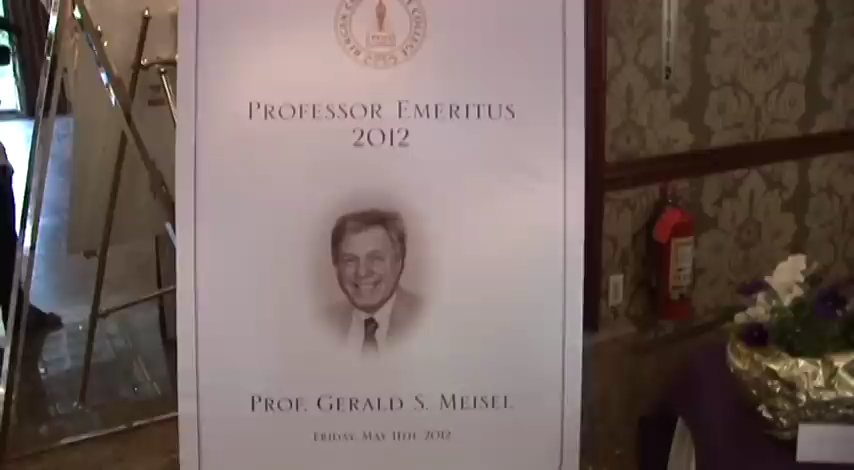 Professor Emeritus
2012
Prof. Gerald S. Meisel
Friday, May 11th, 2012